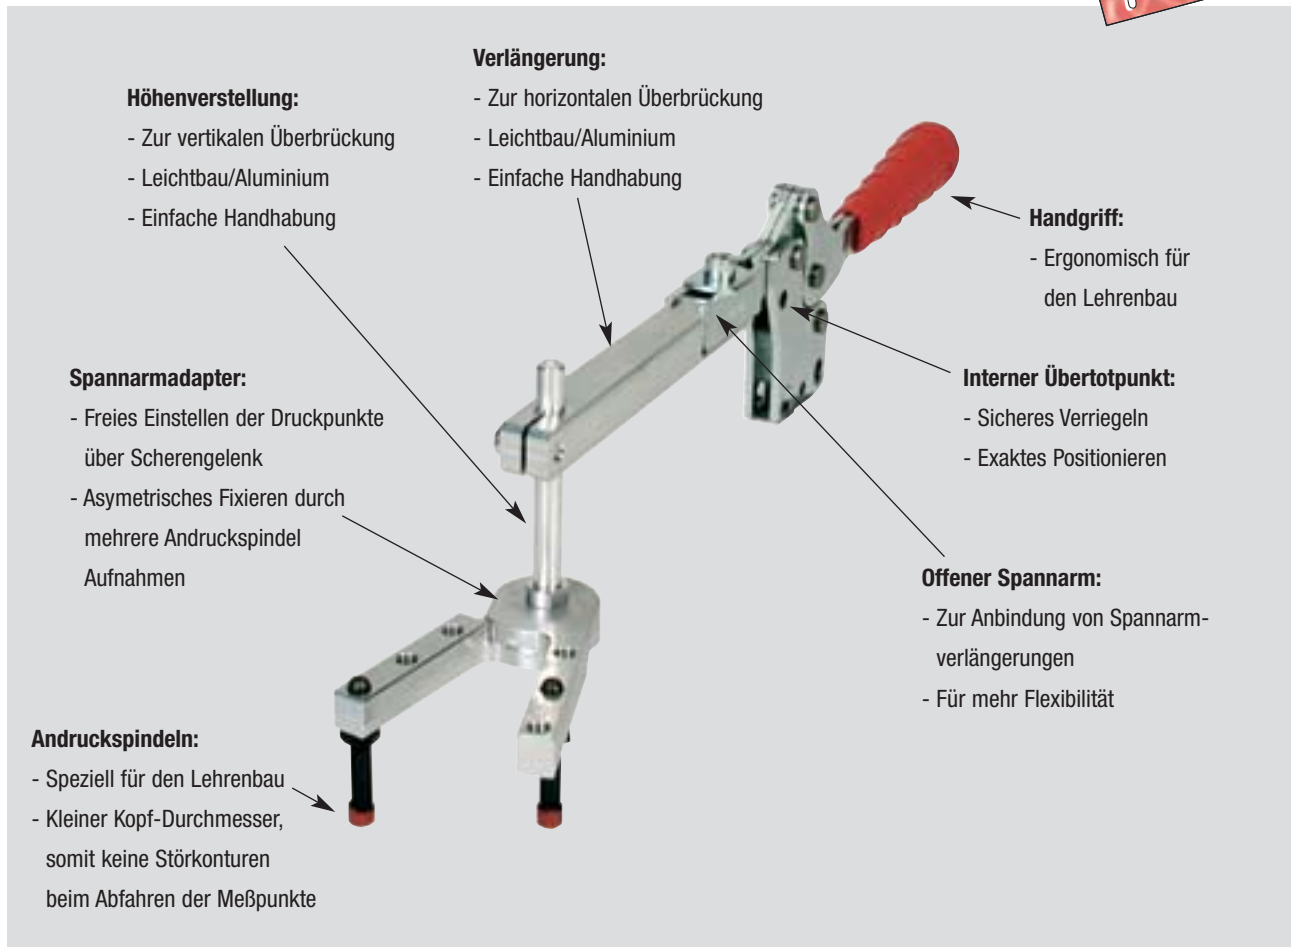 Verlängerung:
- Zur horizontalen Überbrückung
- Leichtbau/Aluminium
- Einfache Handhabung
Höhenverstellung:
- Zur vertikalen Überbrückung
- Leichtbau/Aluminium
- Einfache Handhabung
Handgriff:
- Ergonomisch für
den Lehrenbau
Spannarmadapter:
- Freies Einstellen der Druckpunkte
über Scherengelenk
- Asymetrisches Fixieren durch
mehrere Andruckspindel
Aufnahmen
Interner Übertotpunkt:
- Sicheres Verriegeln
- Exaktes Positionieren
Offener Spannarm:
- Zur Anbindung von Spannarm-
verlängerungen
- Für mehr Flexibilität
Andruckspindeln:
- Speziell für den Lehrenbau
- Kleiner Kopf-Durchmesser,
somit keine Störkonturen
beim Abfahren der Meßpunkte